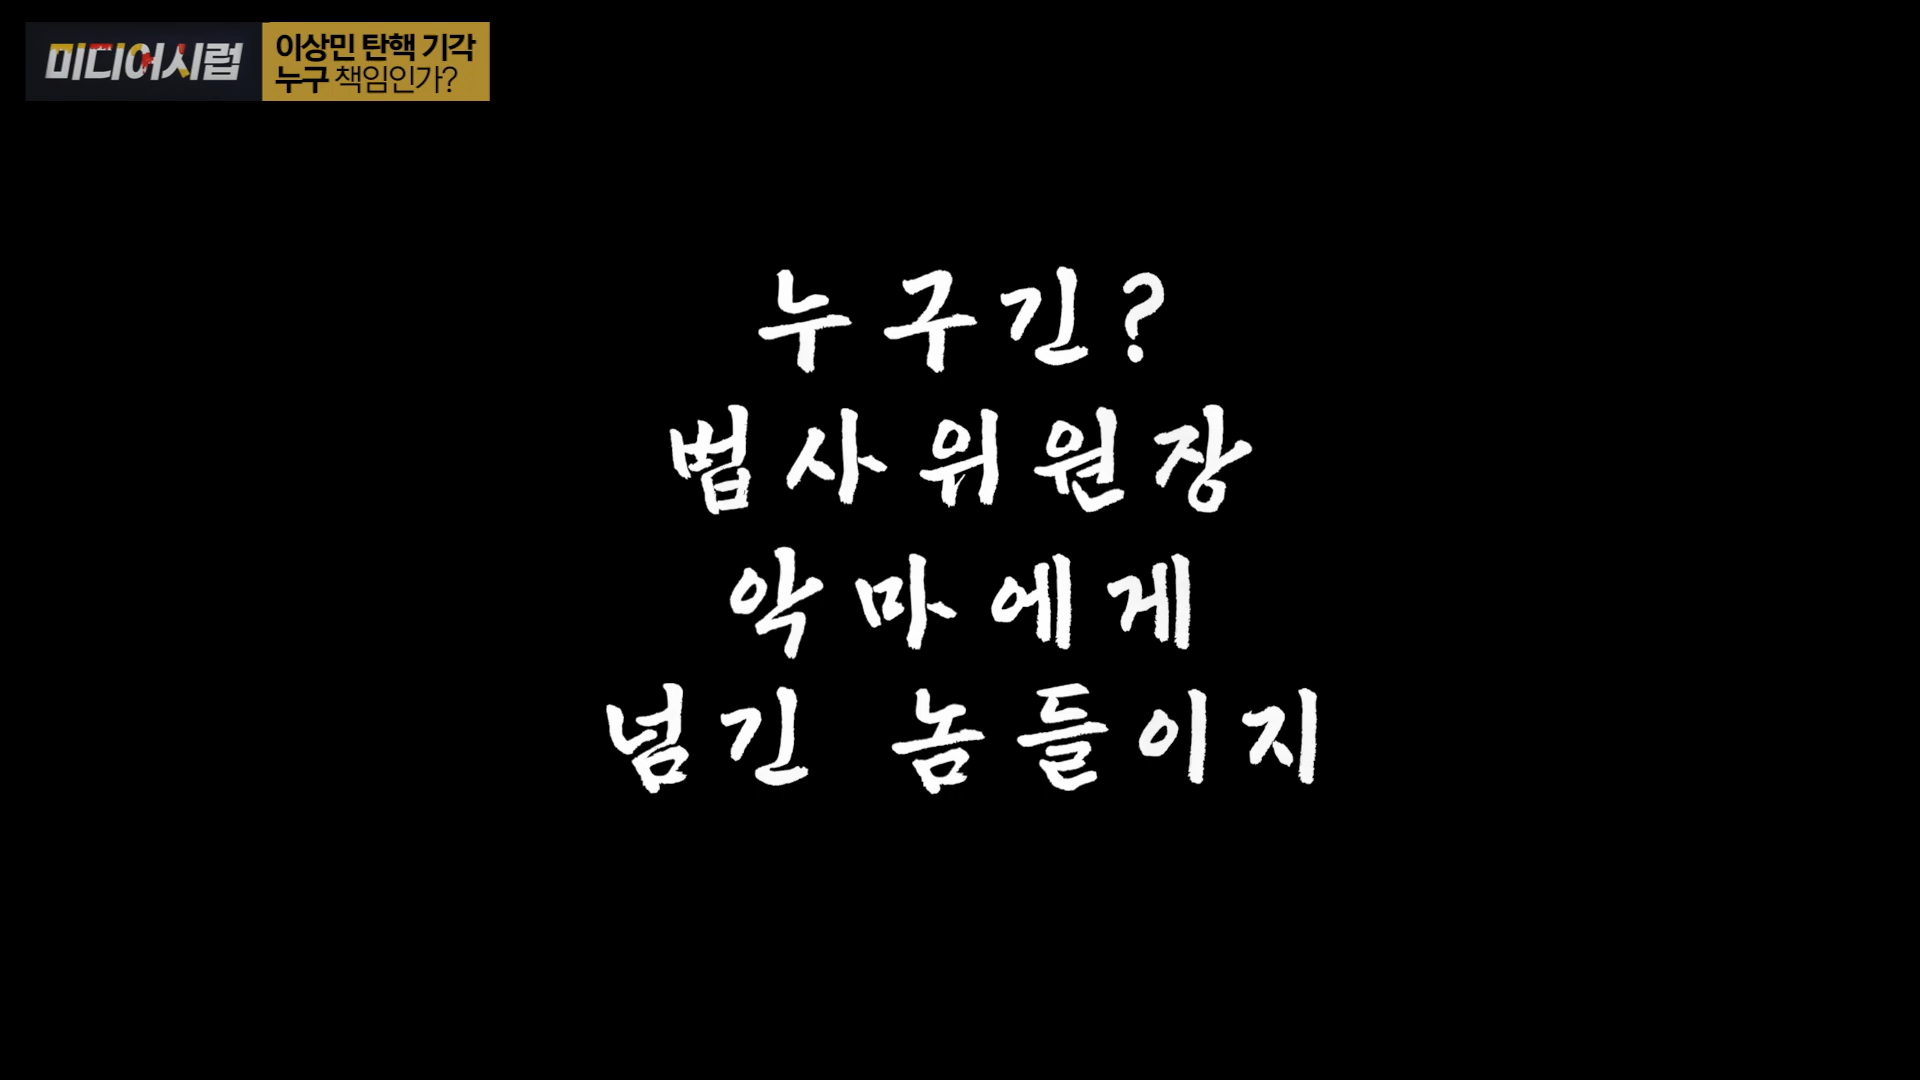 미디어시럽
이상민 탄핵 기각
누구 책임인가?
누구긴?
법사위원장
악마에게
넘긴 놈들이지